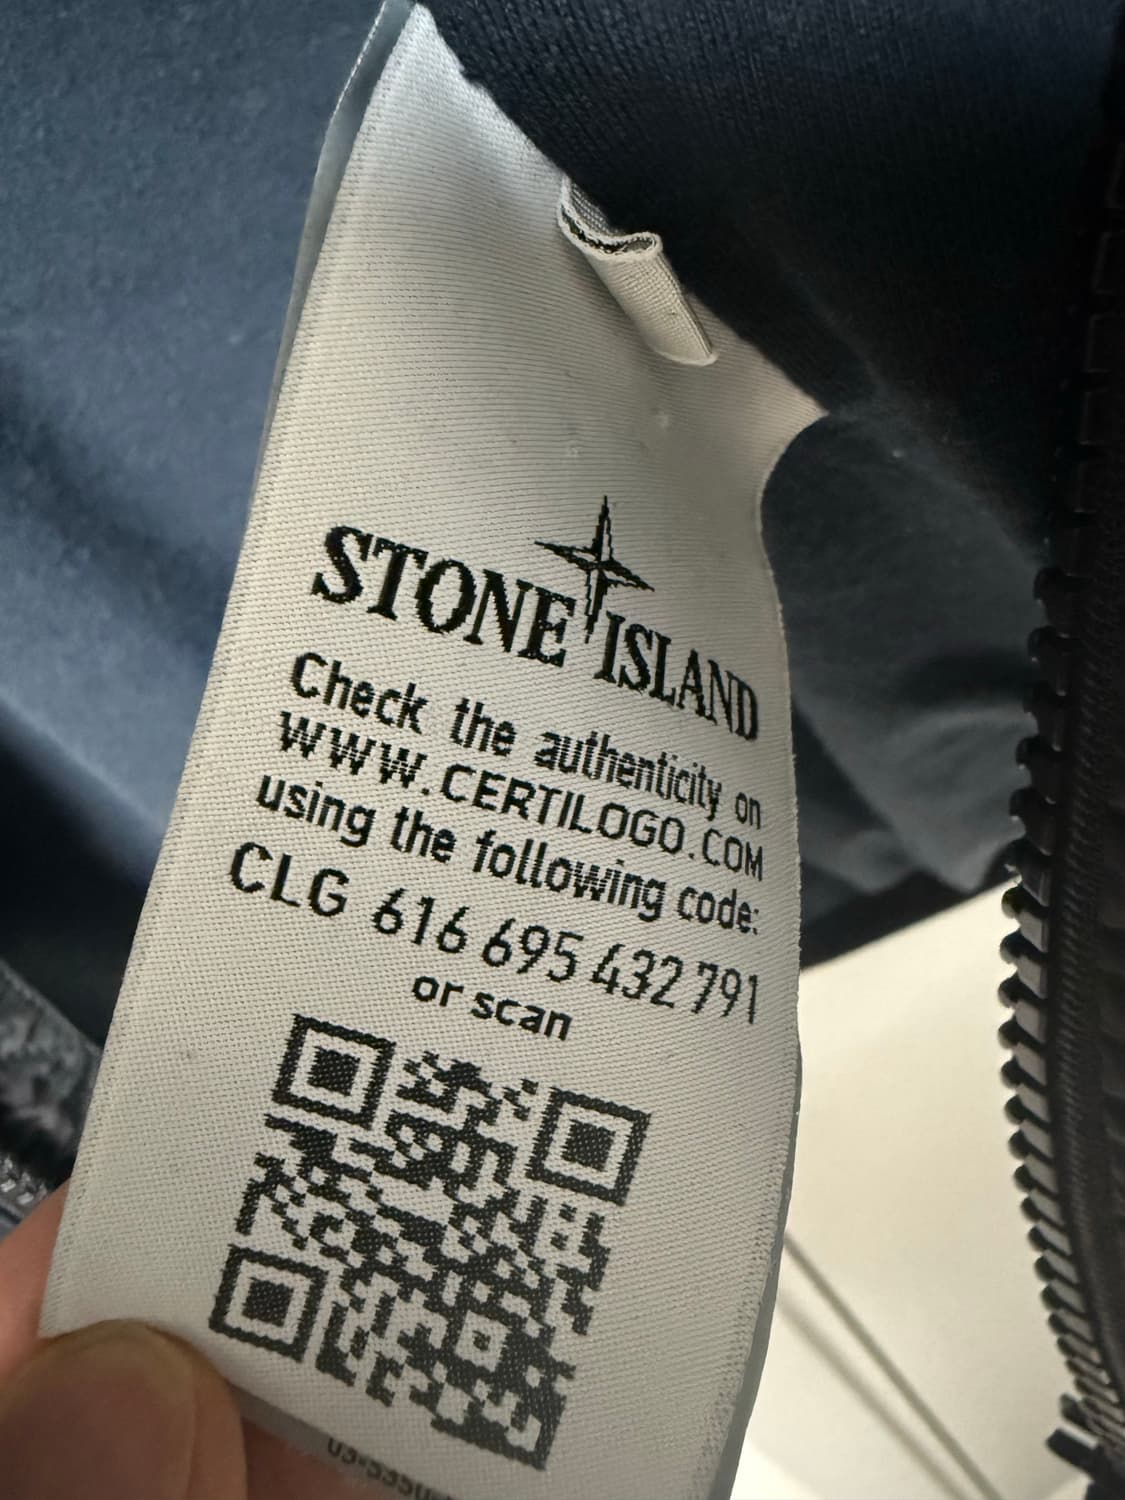 STONE ISLAND
Check the authenticity on
WWW.CERTILOGO.COM
using the following code:
CLG 616 695 432 791
or scan